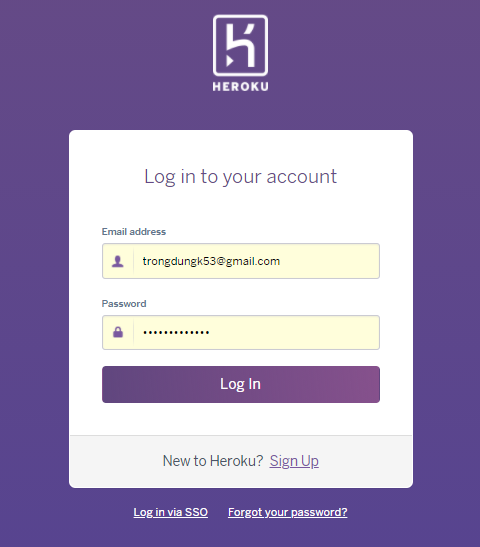 HEROKU
Log in to your account
Email address
trongdungk53@gmail.com
Password
•••••••••••••
Log In
New to Heroku? Sign Up
Log in via SSO Forgot your password?